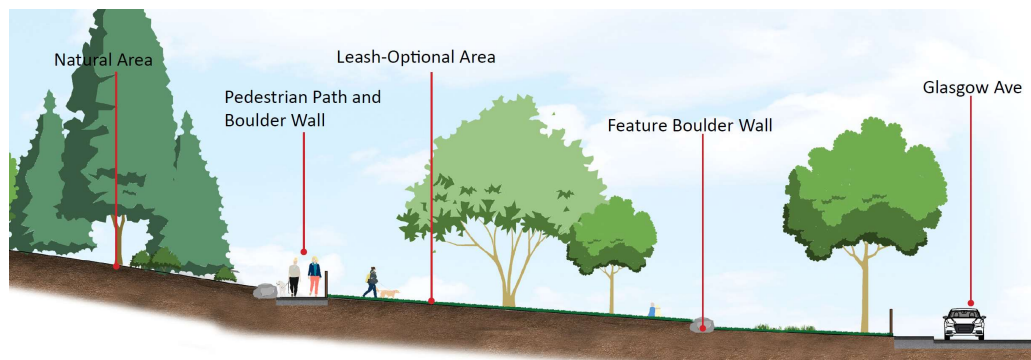 Natural Area
Leash-Optional Area
Pedestrian Path and
Boulder Wall
Feature Boulder Wall
Glasgow Ave